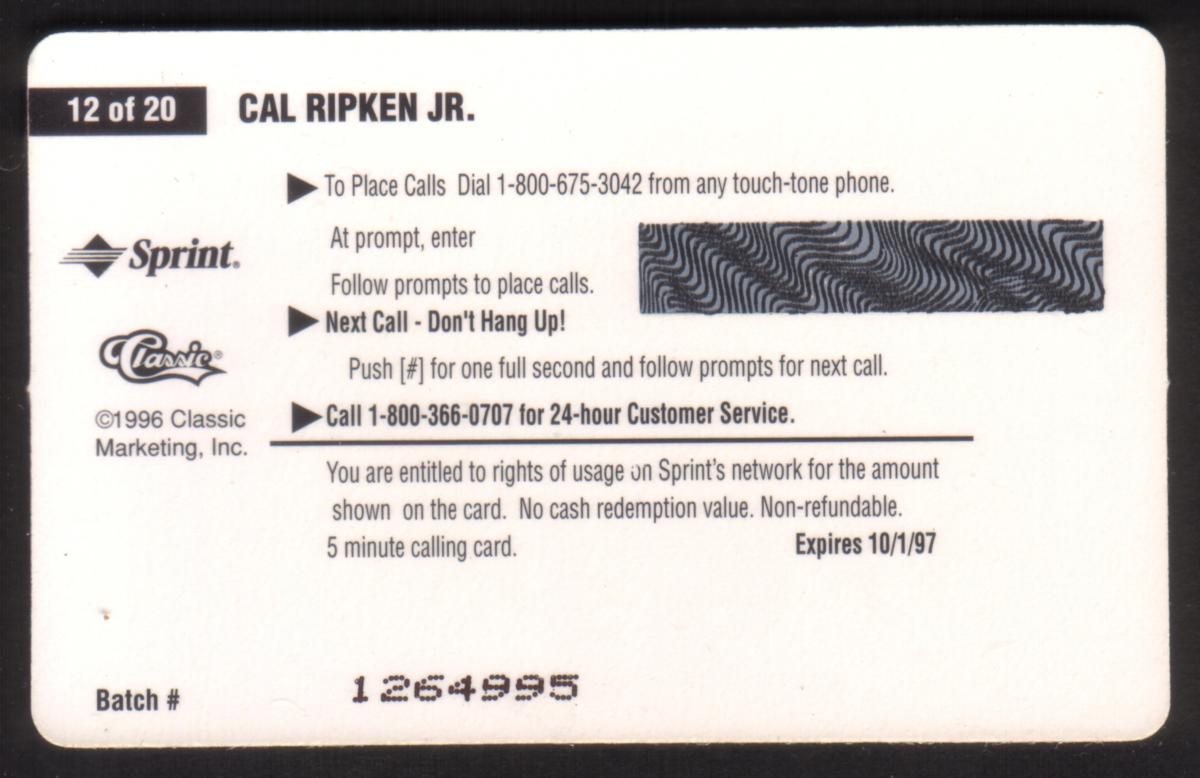 12 of 20 CAL RIPKEN JR.
To Place Calls Dial 1-800-675-3042 from any touch-tone phone.
Sprint®
At prompt, enter
Follow prompts to place calls.
Next Call - Don't Hang Up!
Classic®
Push [#] for one full second and follow prompts for next call.
Call 1-800-366-0707 for 24-hour Customer Service.
©1996 Classic
Marketing, Inc.
You are entitled to rights of usage on Sprint's network for the amount
shown on the card. No cash redemption value. Non-refundable.
5 minute calling card. Expires 10/1/97
Batch # 1264995